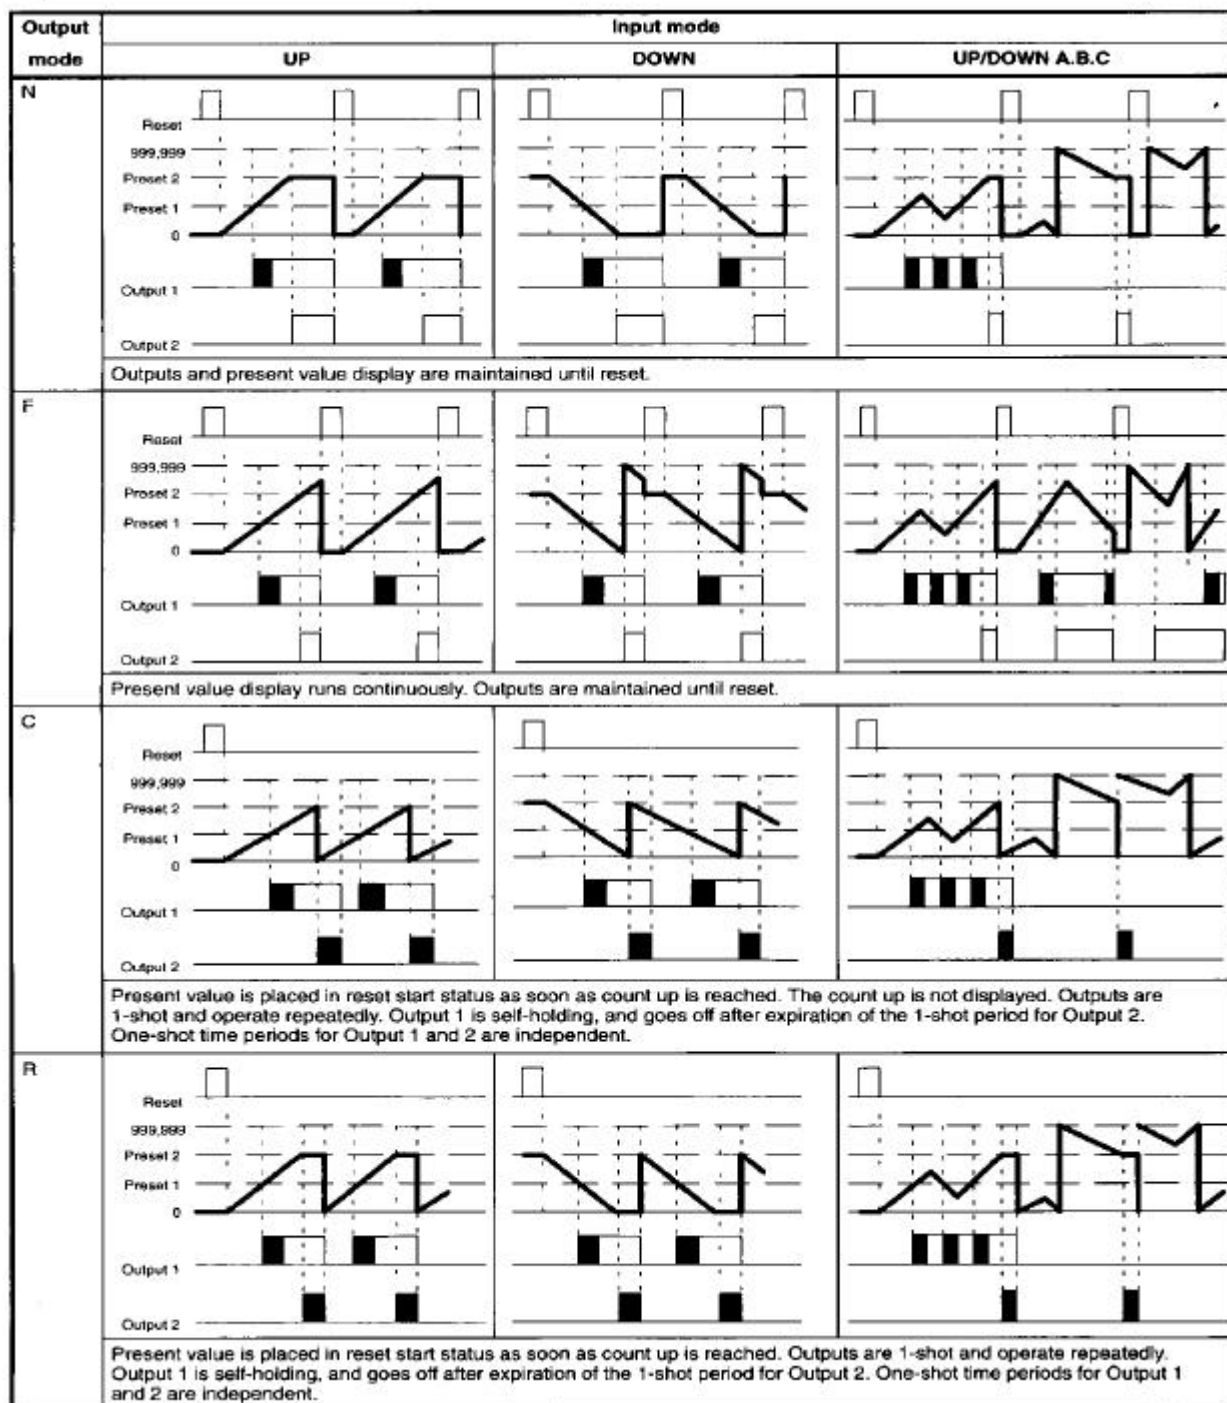 Output mode
Input mode
UP
DOWN
UP/DOWN A.B.C
N
Reset
999,999
Preset 2
Preset 1
0
Output 1
Output 2
Outputs and present value display are maintained until reset.
F
Reset
999,999
Preset 2
Preset 1
0
Output 1
Output 2
Present value display runs continuously. Outputs are maintained until reset.
C
Reset
999,999
Preset 2
Preset 1
0
Output 1
Output 2
Present value is placed in reset start status as soon as count up is reached. The count up is not displayed. Outputs are
1-shot and operate repeatedly. Output 1 is self-holding, and goes off after expiration of the 1-shot period for Output 2.
One-shot time periods for Output 1 and 2 are independent.
R
Reset
999,999
Preset 2
Preset 1
0
Output 1
Output 2
Present value is placed in reset start status as soon as count up is reached. Outputs are 1-shot and operate repeatedly.
Output 1 is self-holding, and goes off after expiration of the 1-shot period for Output 2. One-shot time periods for Output 1
and 2 are independent.